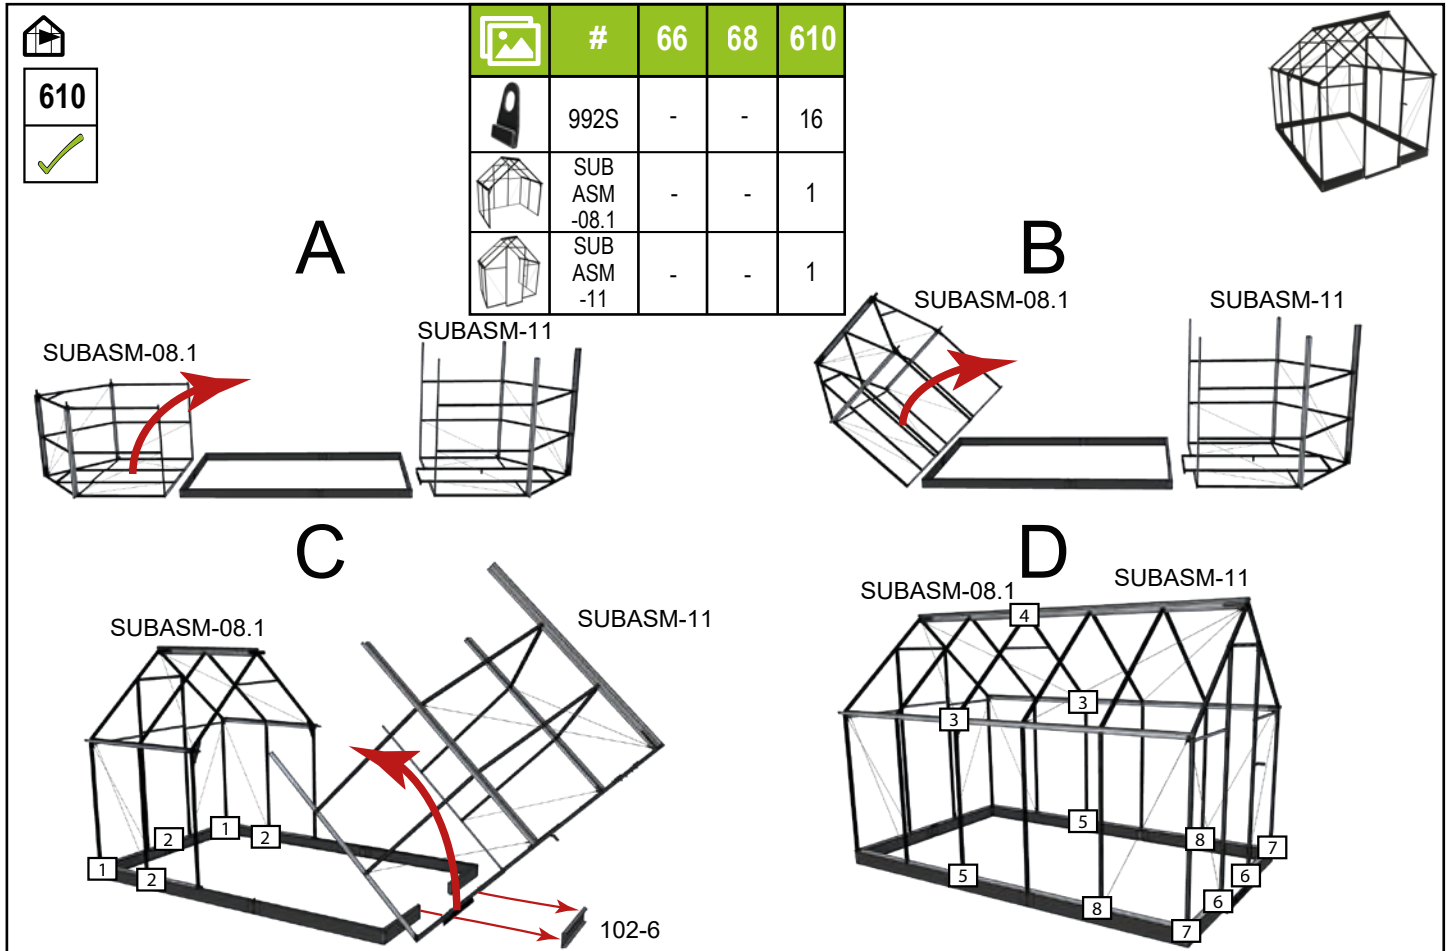 610
# 66 68 610
992S - - 16
SUB
ASM
-08.1
- - 1
SUB
ASM
-11
- - 1
A
SUBASM-08.1
SUBASM-11
B
SUBASM-08.1
SUBASM-11
C
SUBASM-08.1
SUBASM-11
1
2
1
2
2
1
102-6
D
SUBASM-08.1
SUBASM-11
4
3
3
5
8
7
5
6
6
8
7